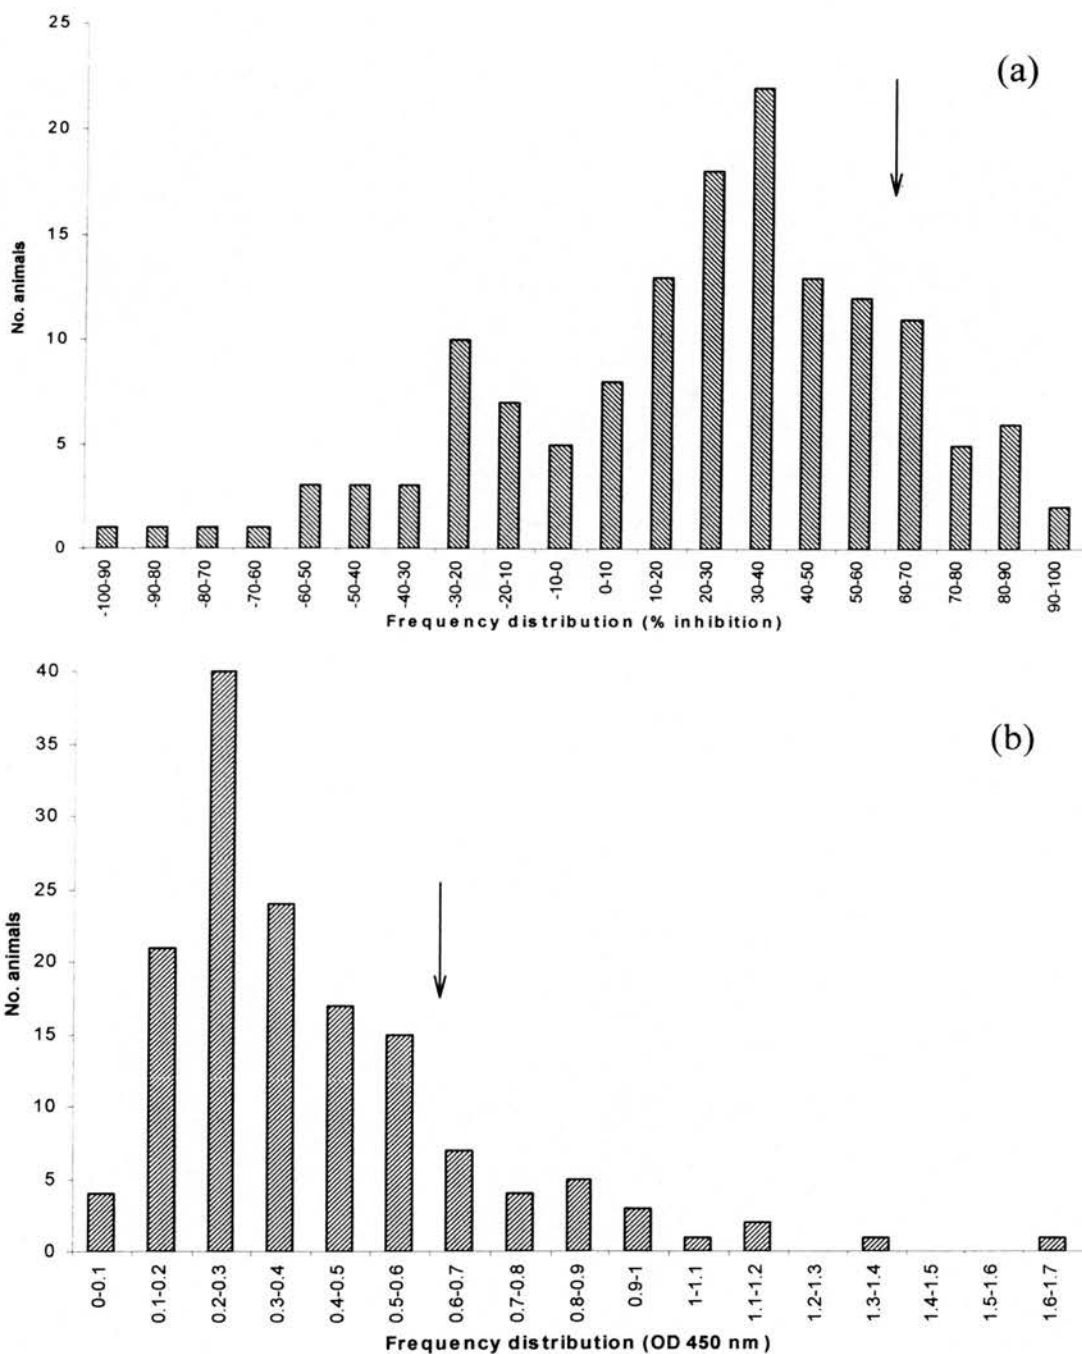 25
(a)
20
15
No. animals
10
5
0
-100-90 -90-80 -80-70 -70-60 -60-50 -50-40 -40-30 -30-20 -20-10 -10-0 0-10 10-20 20-30 30-40 40-50 50-60 60-70 70-80 80-90 90-100
Frequency distribution (% inhibition)
40
(b)
35
30
25
No. animals
20
15
10
5
0
0-0.1 0.1-0.2 0.2-0.3 0.3-0.4 0.4-0.5 0.5-0.6 0.6-0.7 0.7-0.8 0.8-0.9 0.9-1 1-1.1 1.1-1.2 1.2-1.3 1.3-1.4 1.4-1.5 1.5-1.6 1.6-1.7
Frequency distribution (OD 450 nm)